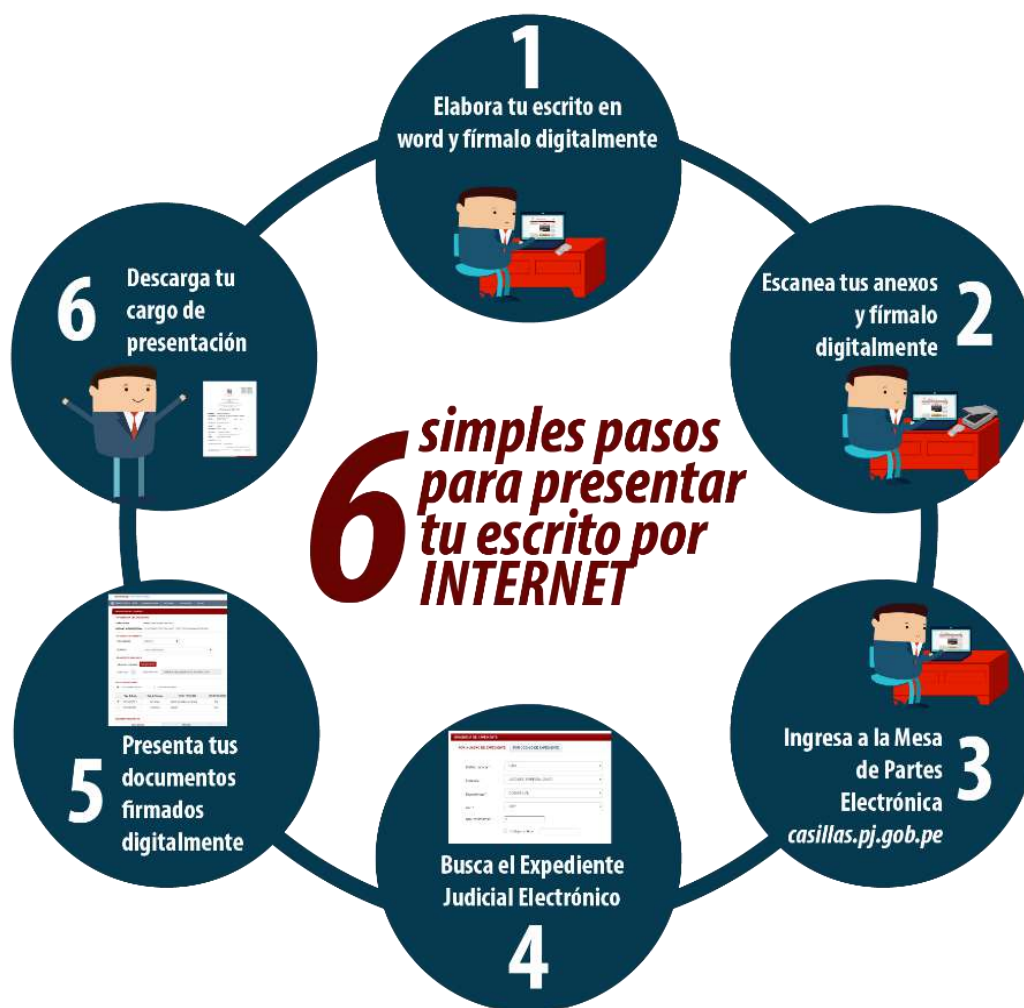 6
simples pasos
para presentar
tu escrito por
INTERNET
1
Elabora tu escrito en
word y fírmalo digitalmente
2
Escanea tus anexos
y fírmalo
digitalmente
3
Ingresa a la Mesa
de Partes
Electrónica
casillas.pj.gob.pe
4
Busca el Expediente
Judicial Electrónico
5
Presenta tus
documentos
firmados
digitalmente
6
Descarga tu
cargo de
presentación